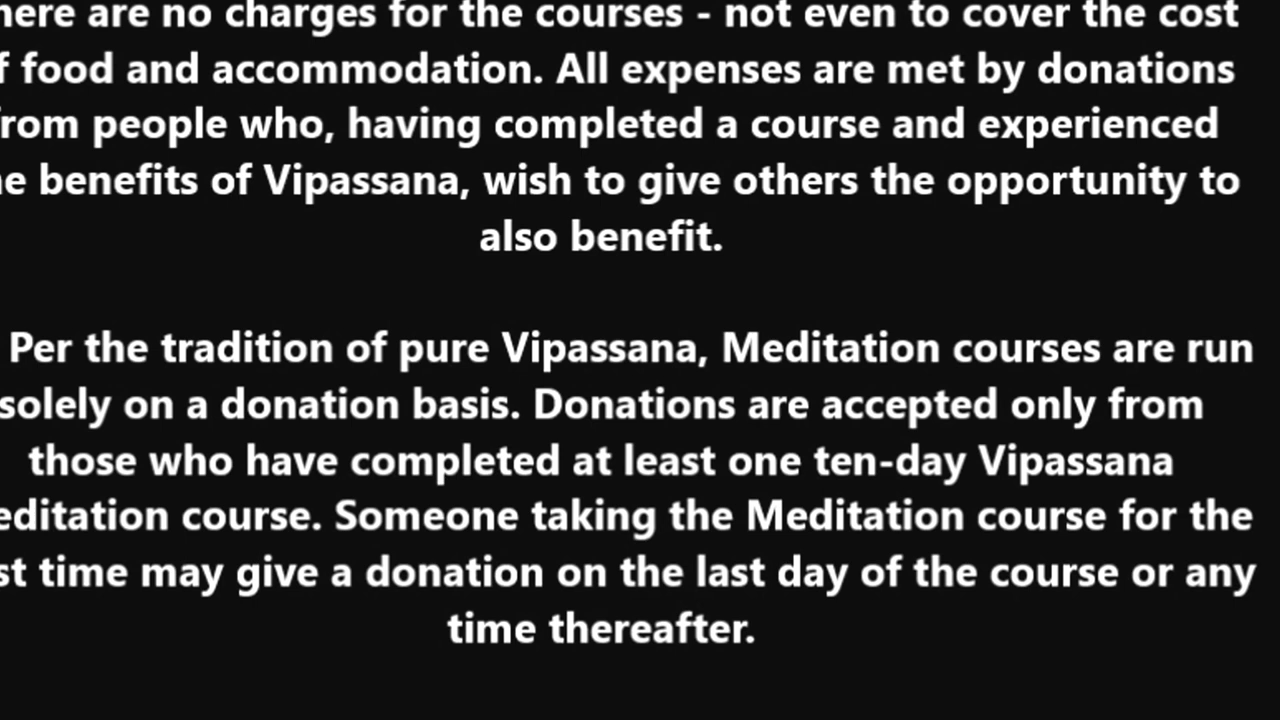 here are no charges for the courses - not even to cover the cost
f food and accommodation. All expenses are met by donations
rom people who, having completed a course and experienced
e benefits of Vipassana, wish to give others the opportunity to
also benefit.
Per the tradition of pure Vipassana, Meditation courses are run
solely on a donation basis. Donations are accepted only from
those who have completed at least one ten-day Vipassana
editation course. Someone taking the Meditation course for the
st time may give a donation on the last day of the course or any
time thereafter.